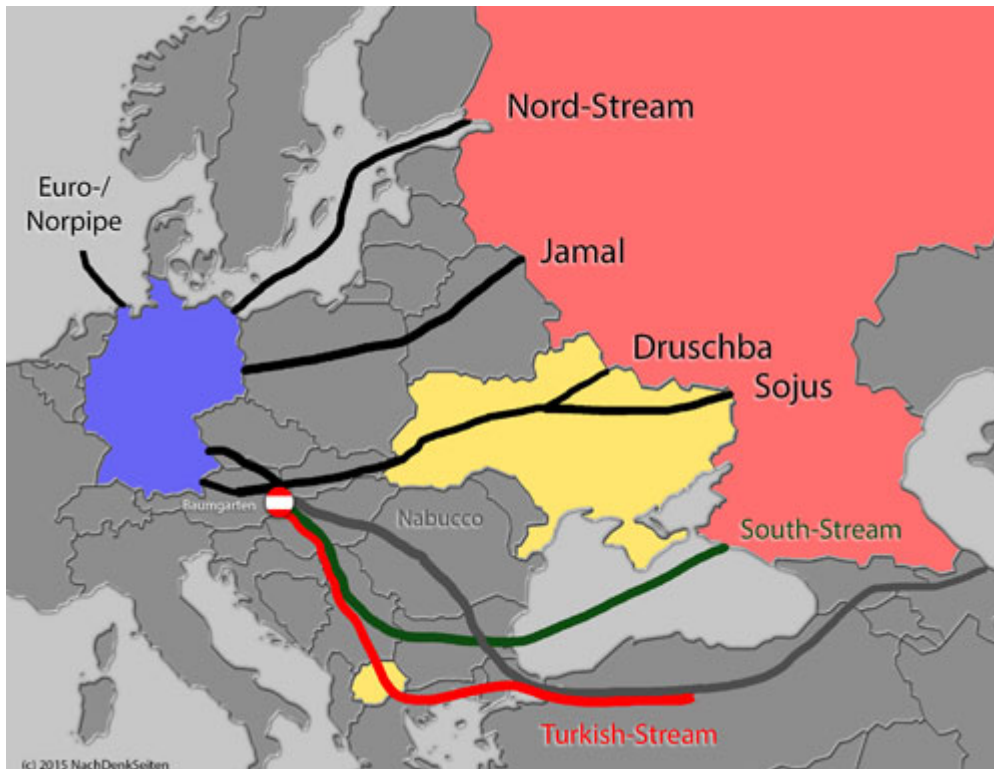 Nord-Stream
Euro-/
Norpipe
Jamal
Druschba
Sojus
Baumgarten
Nabucco
South-Stream
Turkish-Stream
(c) 2015 NachDenkSeiten